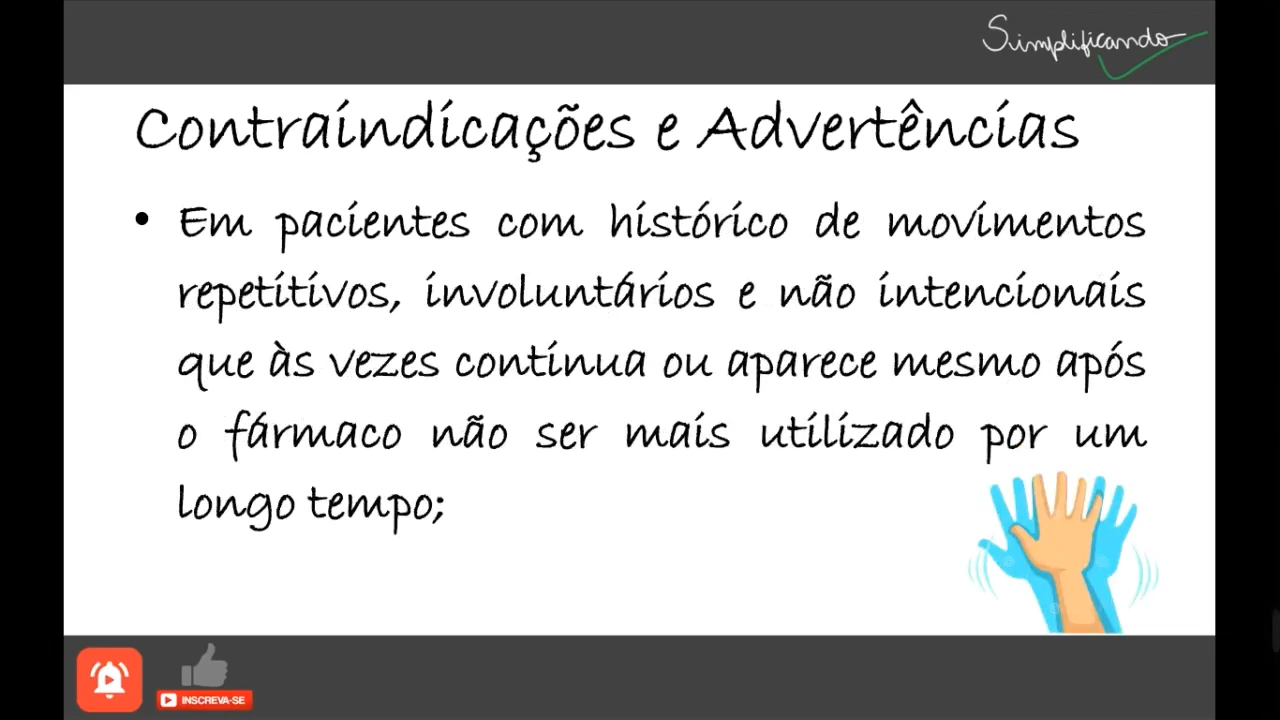 Simplificando
Contraindicações e Advertências
• Em pacientes com histórico de movimentos
repetitivos, involuntários e não intencionais
que às vezes continua ou aparece mesmo após
o fármaco não ser mais utilizado por um
longo tempo;
INSCREVA-SE